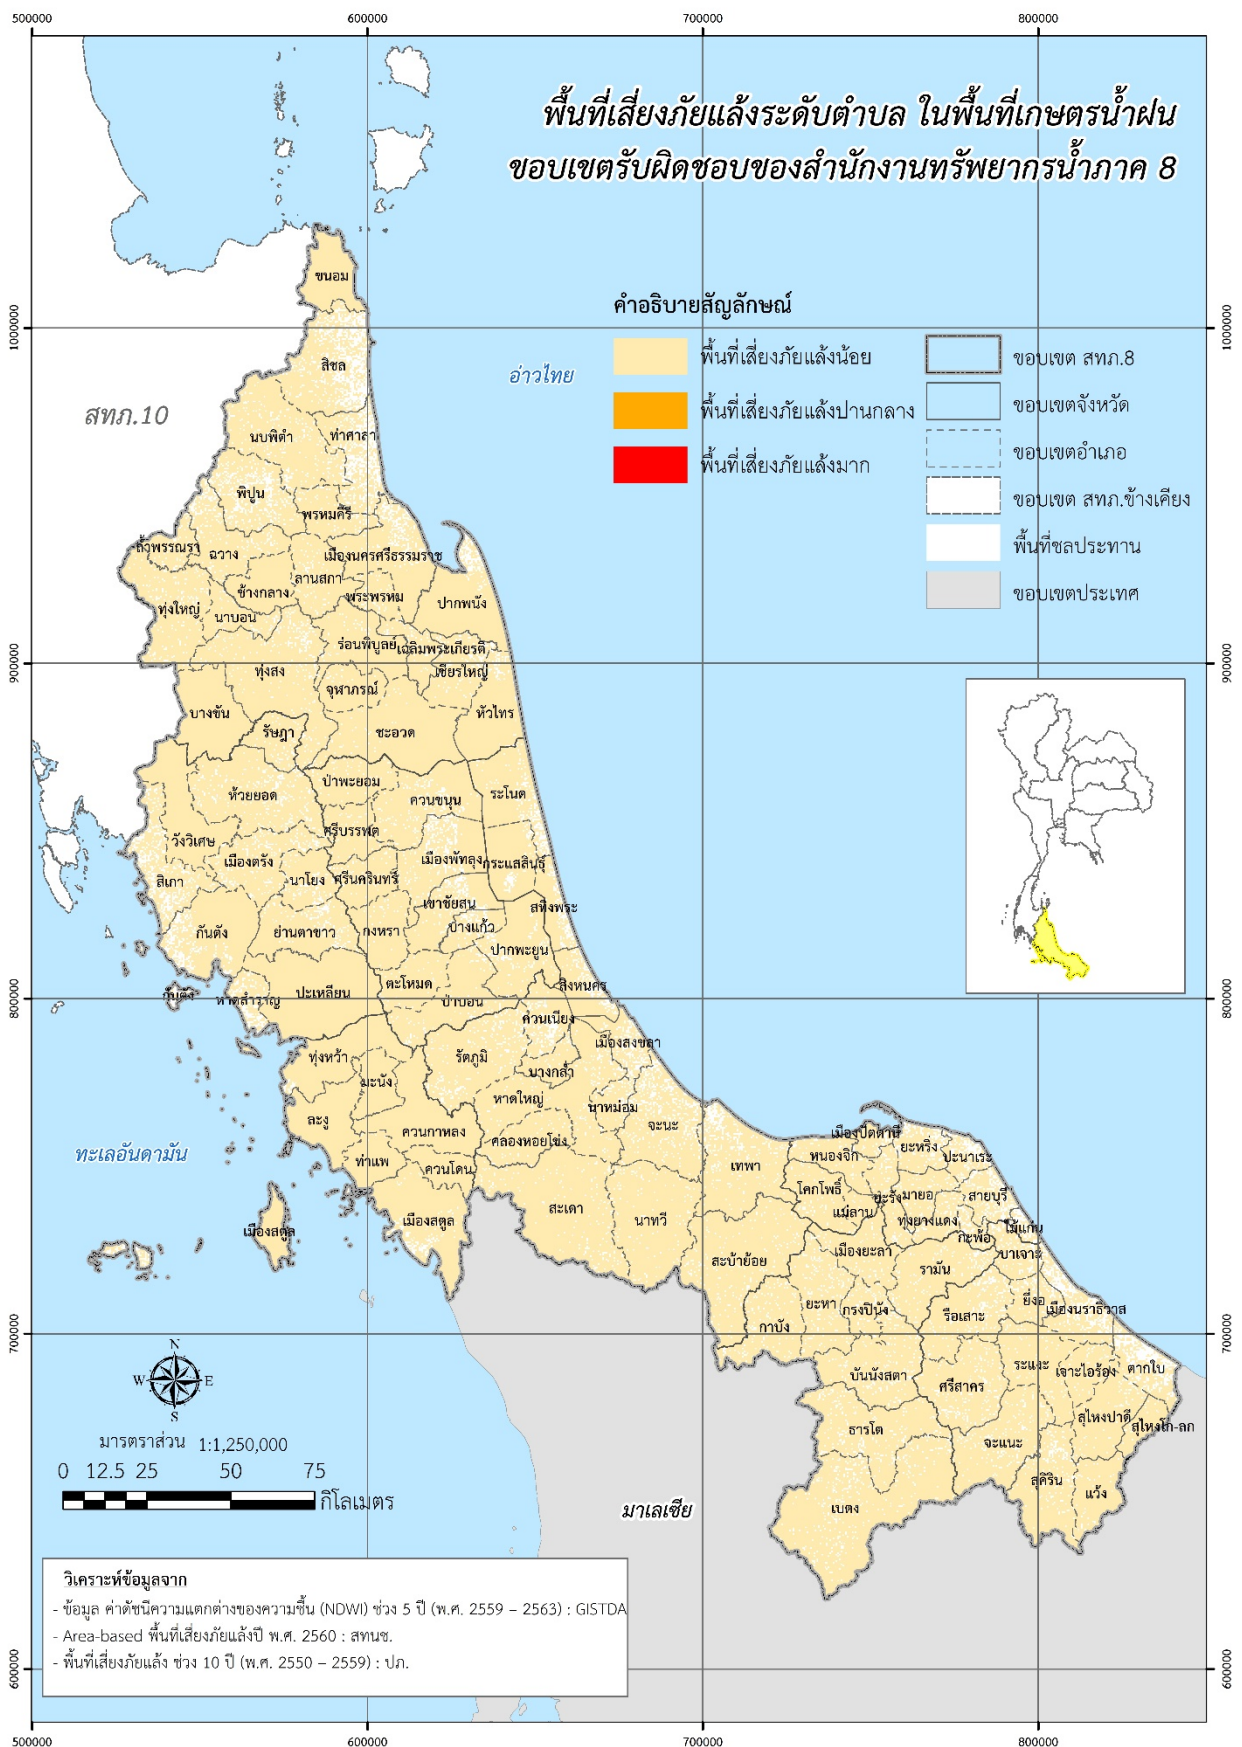 500000
600000
700000
800000
พื้นที่เสี่ยงภัยแล้งระดับตำบล ในพื้นที่เกษตรน้ำฝน
ขอบเขตรับผิดชอบของสำนักงานทรัพยากรน้ำภาค 8
คำอธิบายสัญลักษณ์
พื้นที่เสี่ยงภัยแล้งน้อย
พื้นที่เสี่ยงภัยแล้งปานกลาง
พื้นที่เสี่ยงภัยแล้งมาก
ขอบเขต สทภ.8
ขอบเขตจังหวัด
ขอบเขตอำเภอ
ขอบเขต สทภ.ข้างเคียง
พื้นที่ชลประทาน
ขอบเขตประเทศ
1000000
1000000
900000
900000
800000
800000
700000
700000
600000
600000
อ่าวไทย
สทภ.10
ทะเลอันดามัน
มาเลเซีย
ขนอม
สิชล
นบพิตำ
ท่าศาลา
พิปูน
พรหมคีรี
ถ้ำพรรณรา
ฉวาง
เมืองนครศรีธรรมราช
ลานสกา
ช้างกลาง
พระพรหม
ปากพนัง
ทุ่งใหญ่
นาบอน
ร่อนพิบูลย์
เฉลิมพระเกียรติ
ทุ่งสง
เชียรใหญ่
จุฬาภรณ์
บางขัน
หัวไทร
รัษฎา
ชะอวด
ป่าพะยอม
ห้วยยอด
ควนขนุน
ระโนด
ศรีบรรพต
วังวิเศษ
เมืองตรัง
เมืองพัทลุง
กระแสสินธุ์
สิเกา
นาโยง
ศรีนครินทร์
เขาชัยสน
สทิงพระ
กันตัง
ย่านตาขาว
กงหรา
บางแก้ว
ปากพะยูน
กันตัง
หาดสำราญ
ปะเหลียน
ตะโหมด
ป่าบอน
สิงหนคร
ควนเนียง
เมืองสงขลา
ทุ่งหว้า
รัตภูมิ
มะนัง
บางกล่ำ
หาดใหญ่
นาหม่อม
ละงู
จะนะ
ควนกาหลง
คลองหอยโข่ง
ท่าแพ
ควนโดน
เทพา
เมืองปัตตานี
หนองจิก
ยะหริ่ง
ปะนาเระ
โคกโพธิ์
ยะรัง
มายอ
สายบุรี
สะเดา
นาทวี
แม่ลาน
ทุ่งยางแดง
ไม้แก่น
เมืองสตูล
เมืองสตูล
กะพ้อ
บาเจาะ
สะบ้าย้อย
เมืองยะลา
รามัน
ยะหา
กรงปินัง
รือเสาะ
ยี่งอ
เมืองนราธิวาส
กาบัง
บันนังสตา
ศรีสาคร
ระแงะ
เจาะไอร้อง
ตากใบ
ธารโต
จะแนะ
สุไหงปาดี
สุไหงโก-ลก
สุคิริน
แว้ง
เบตง
N
W
E
S
มารตราส่วน 1:1,250,000
0 12.5 25 50 75
กิโลเมตร
วิเคราะห์ข้อมูลจาก
- ข้อมูล ค่าดัชนีความแตกต่างของความชื้น (NDWI) ช่วง 5 ปี (พ.ศ. 2559 – 2563) : GISTDA
- Area-based พื้นที่เสี่ยงภัยแล้งปี พ.ศ. 2560 : สทนช.
- พื้นที่เสี่ยงภัยแล้ง ช่วง 10 ปี (พ.ศ. 2550 – 2559) : ปภ.
500000
600000
700000
800000